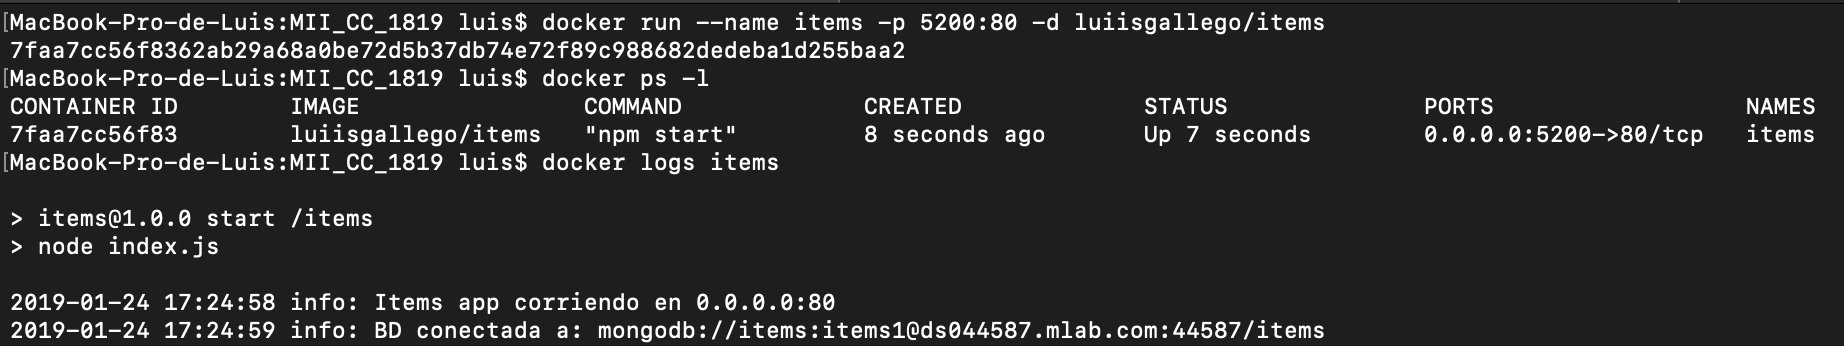 [MacBook-Pro-de-Luis:MII_CC_1819 luis$ docker run --name items -p 5200:80 -d luiisgallego/items
7faa7cc56f8362ab29a68a0be72d5b37db74e72f89c988682dedeba1d255baa2
[MacBook-Pro-de-Luis:MII_CC_1819 luis$ docker ps -l
CONTAINER ID        IMAGE                COMMAND             CREATED             STATUS              PORTS                  NAMES
7faa7cc56f83        luiisgallego/items   "npm start"         8 seconds ago       Up 7 seconds        0.0.0.0:5200->80/tcp   items
[MacBook-Pro-de-Luis:MII_CC_1819 luis$ docker logs items
> items@1.0.0 start /items
> node index.js
2019-01-24 17:24:58 info: Items app corriendo en 0.0.0.0:80
2019-01-24 17:24:59 info: BD conectada a: mongodb://items:items1@ds044587.mlab.com:44587/items